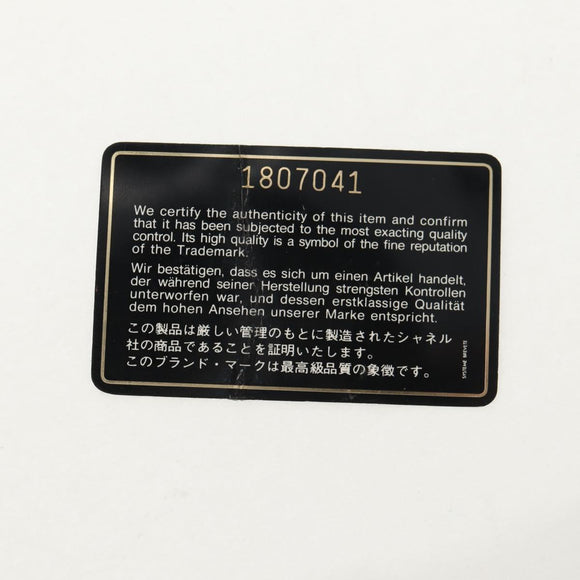 1807041
We certify the authenticity of this item and confirm
that it has been subjected to the most exacting quality
control. Its high quality is a symbol of the fine reputation
of the Trademark.
Wir bestätigen, dass es sich um einen Artikel handelt,
der während seiner Herstellung strengsten Kontrollen
unterworfen war, und dessen erstklassige Qualität
dem hohen Ansehen unserer Marke entspricht.
この製品は厳しい管理のもとに製造されたシャネル
社の商品であることを証明いたします。
このブランド・マークは最高級品質の象徴です。
SYSTEME BREVETE